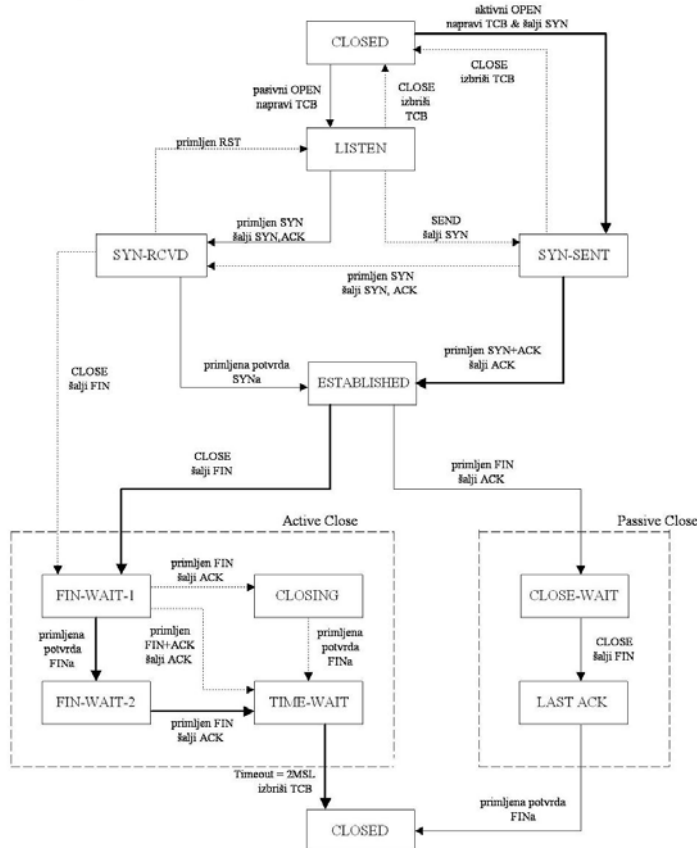 aktivni OPEN
napravi TCB & šalji SYN
CLOSED
CLOSE
izbriši TCB
pasivni OPEN
napravi TCB
CLOSE
izbriši
TCB
primljen RST
LISTEN
primljen SYN
šalji SYN,ACK
SEND
šalji SYN
SYN-RCVD
SYN-SENT
primljen SYN
šalji SYN, ACK
CLOSE
šalji FIN
primljena potvrda
SYNa
primljen SYN+ACK
šalji ACK
ESTABLISHED
CLOSE
šalji FIN
primljen FIN
šalji ACK
Active Close
Passive Close
primljen FIN
šalji ACK
FIN-WAIT-1
CLOSING
CLOSE-WAIT
primljena
potvrda
FINa
primljen
FIN+ACK
šalji ACK
primljena
potvrda
FINa
CLOSE
šalji FIN
FIN-WAIT-2
TIME-WAIT
LAST ACK
primljen FIN
šalji ACK
Timeout = 2MSL
izbriši TCB
primljena potvrda
FINa
CLOSED